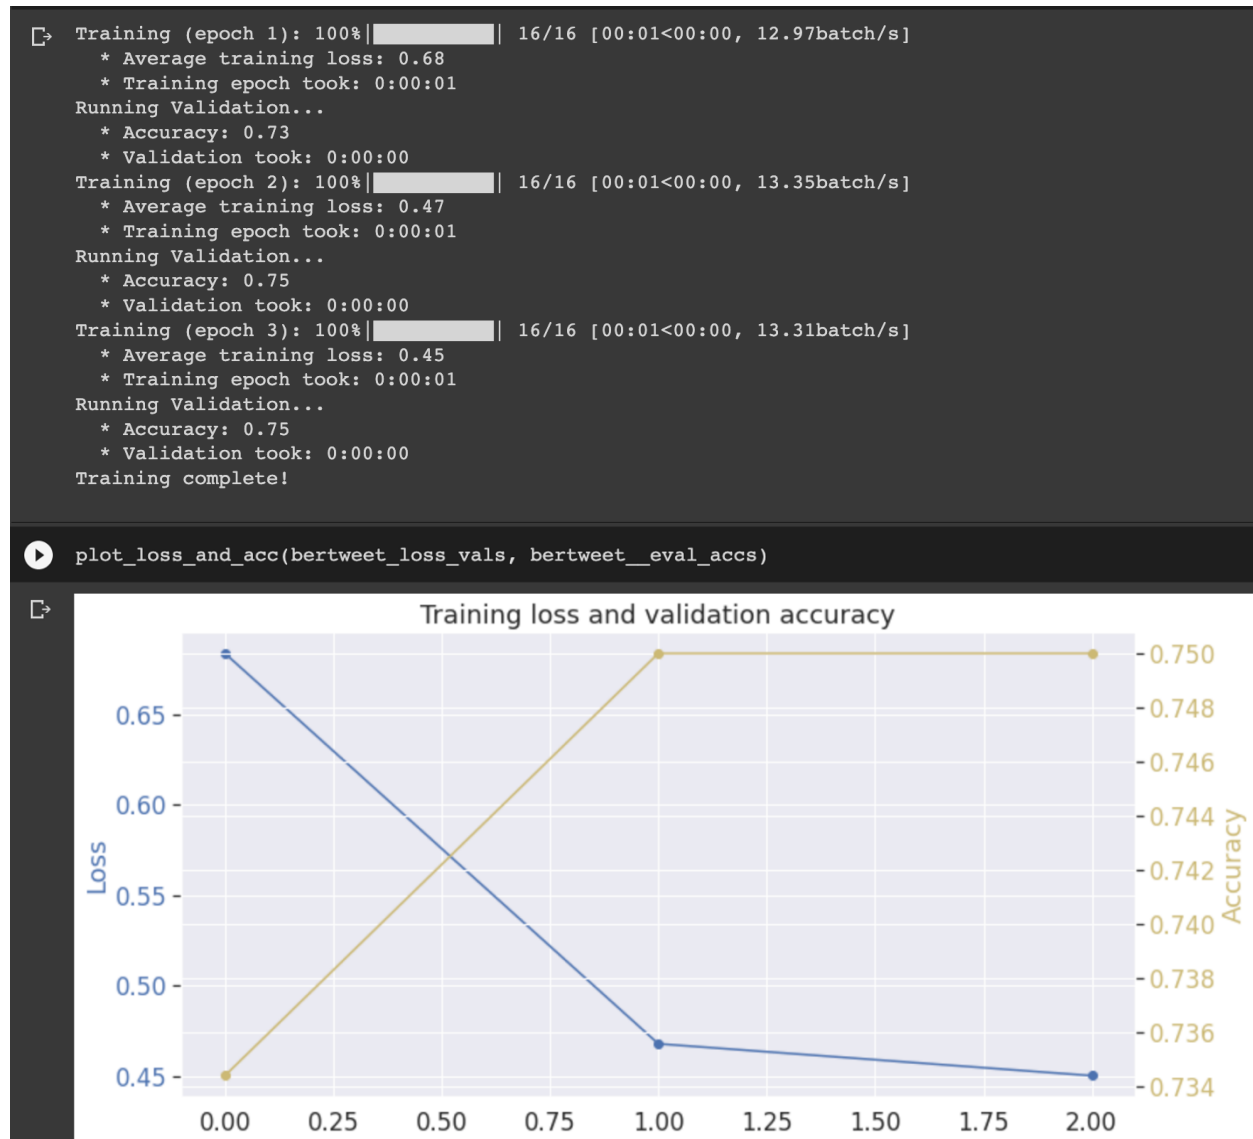 Training (epoch 1): 100%|██████████| 16/16 [00:01<00:00, 12.97batch/s]
* Average training loss: 0.68
* Training epoch took: 0:00:01
Running Validation...
* Accuracy: 0.73
* Validation took: 0:00:00
Training (epoch 2): 100%|██████████| 16/16 [00:01<00:00, 13.35batch/s]
* Average training loss: 0.47
* Training epoch took: 0:00:01
Running Validation...
* Accuracy: 0.75
* Validation took: 0:00:00
Training (epoch 3): 100%|██████████| 16/16 [00:01<00:00, 13.31batch/s]
* Average training loss: 0.45
* Training epoch took: 0:00:01
Running Validation...
* Accuracy: 0.75
* Validation took: 0:00:00
Training complete!
plot_loss_and_acc(bertweet_loss_vals, bertweet__eval_accs)
Training loss and validation accuracy
Loss
0.65
0.60
0.55
0.50
0.45
0.750
0.748
0.746
0.744
0.742
0.740
0.738
0.736
0.734
Accuracy
0.00 0.25 0.50 0.75 1.00 1.25 1.50 1.75 2.00